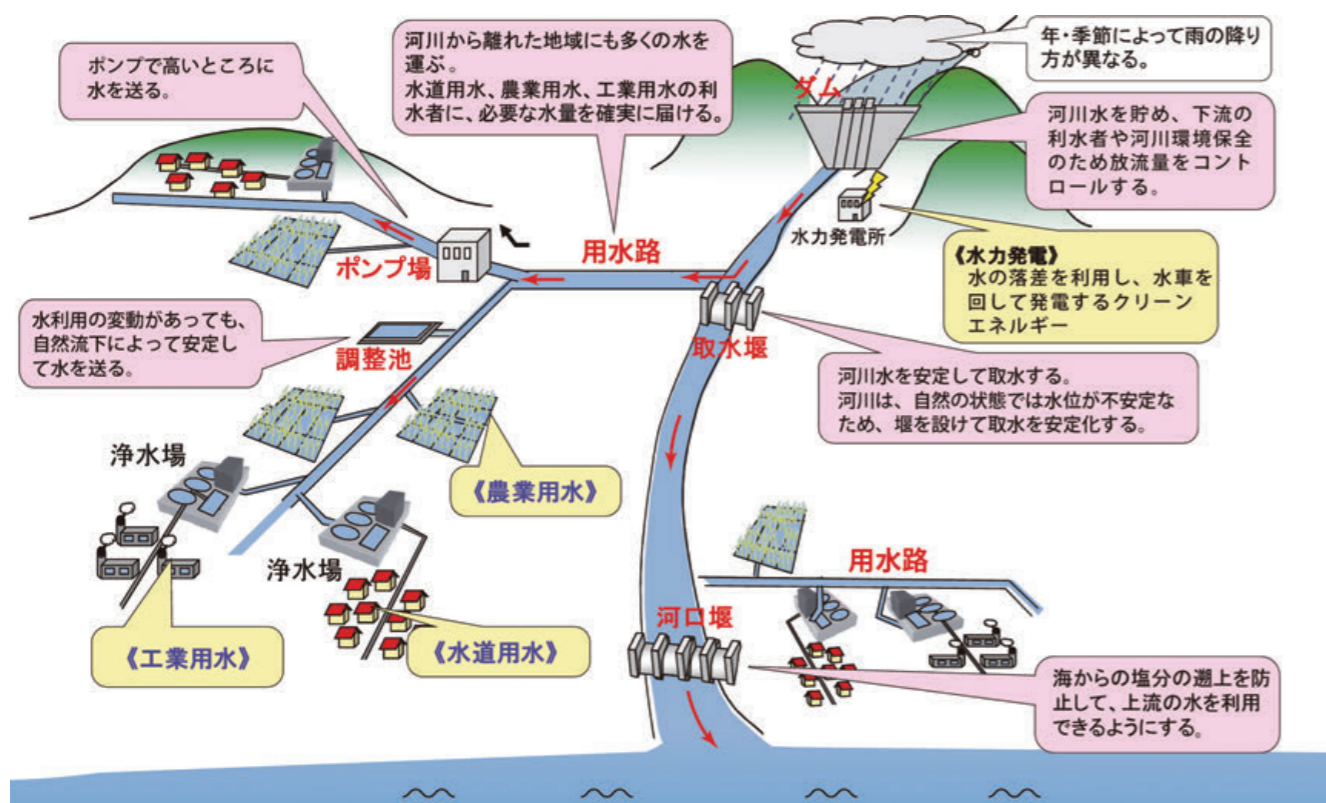 ポンプで高いところに
水を送る。
河川から離れた地域にも多くの水を
運ぶ。
水道用水、農業用水、工業用水の利
水者に、必要な水量を確実に届ける。
年・季節によって雨の降り
方が異なる。
ダム
河川水を貯め、下流の
利水者や河川環境保全
のため放流量をコント
ロールする。
水力発電所
《水力発電》
水の落差を利用し、水車を
回して発電するクリーン
エネルギー
用水路
ポンプ場
水利用の変動があっても、
自然流下によって安定し
て水を送る。
調整池
取水堰
河川水を安定して取水する。
河川は、自然の状態では水位が不安定な
ため、堰を設けて取水を安定化する。
浄水場
《農業用水》
浄水場
用水路
《工業用水》
《水道用水》
河口堰
海からの塩分の遡上を防
止して、上流の水を利用
できるようにする。